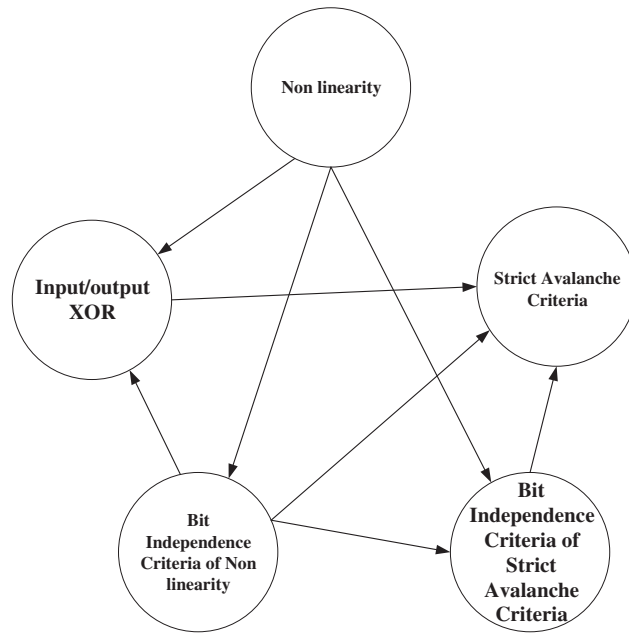 Non linearity
Input/output
XOR
Strict Avalanche
Criteria
Bit
Independence
Criteria of Non
linearity
Bit
Independence
Criteria of
Strict
Avalanche
Criteria